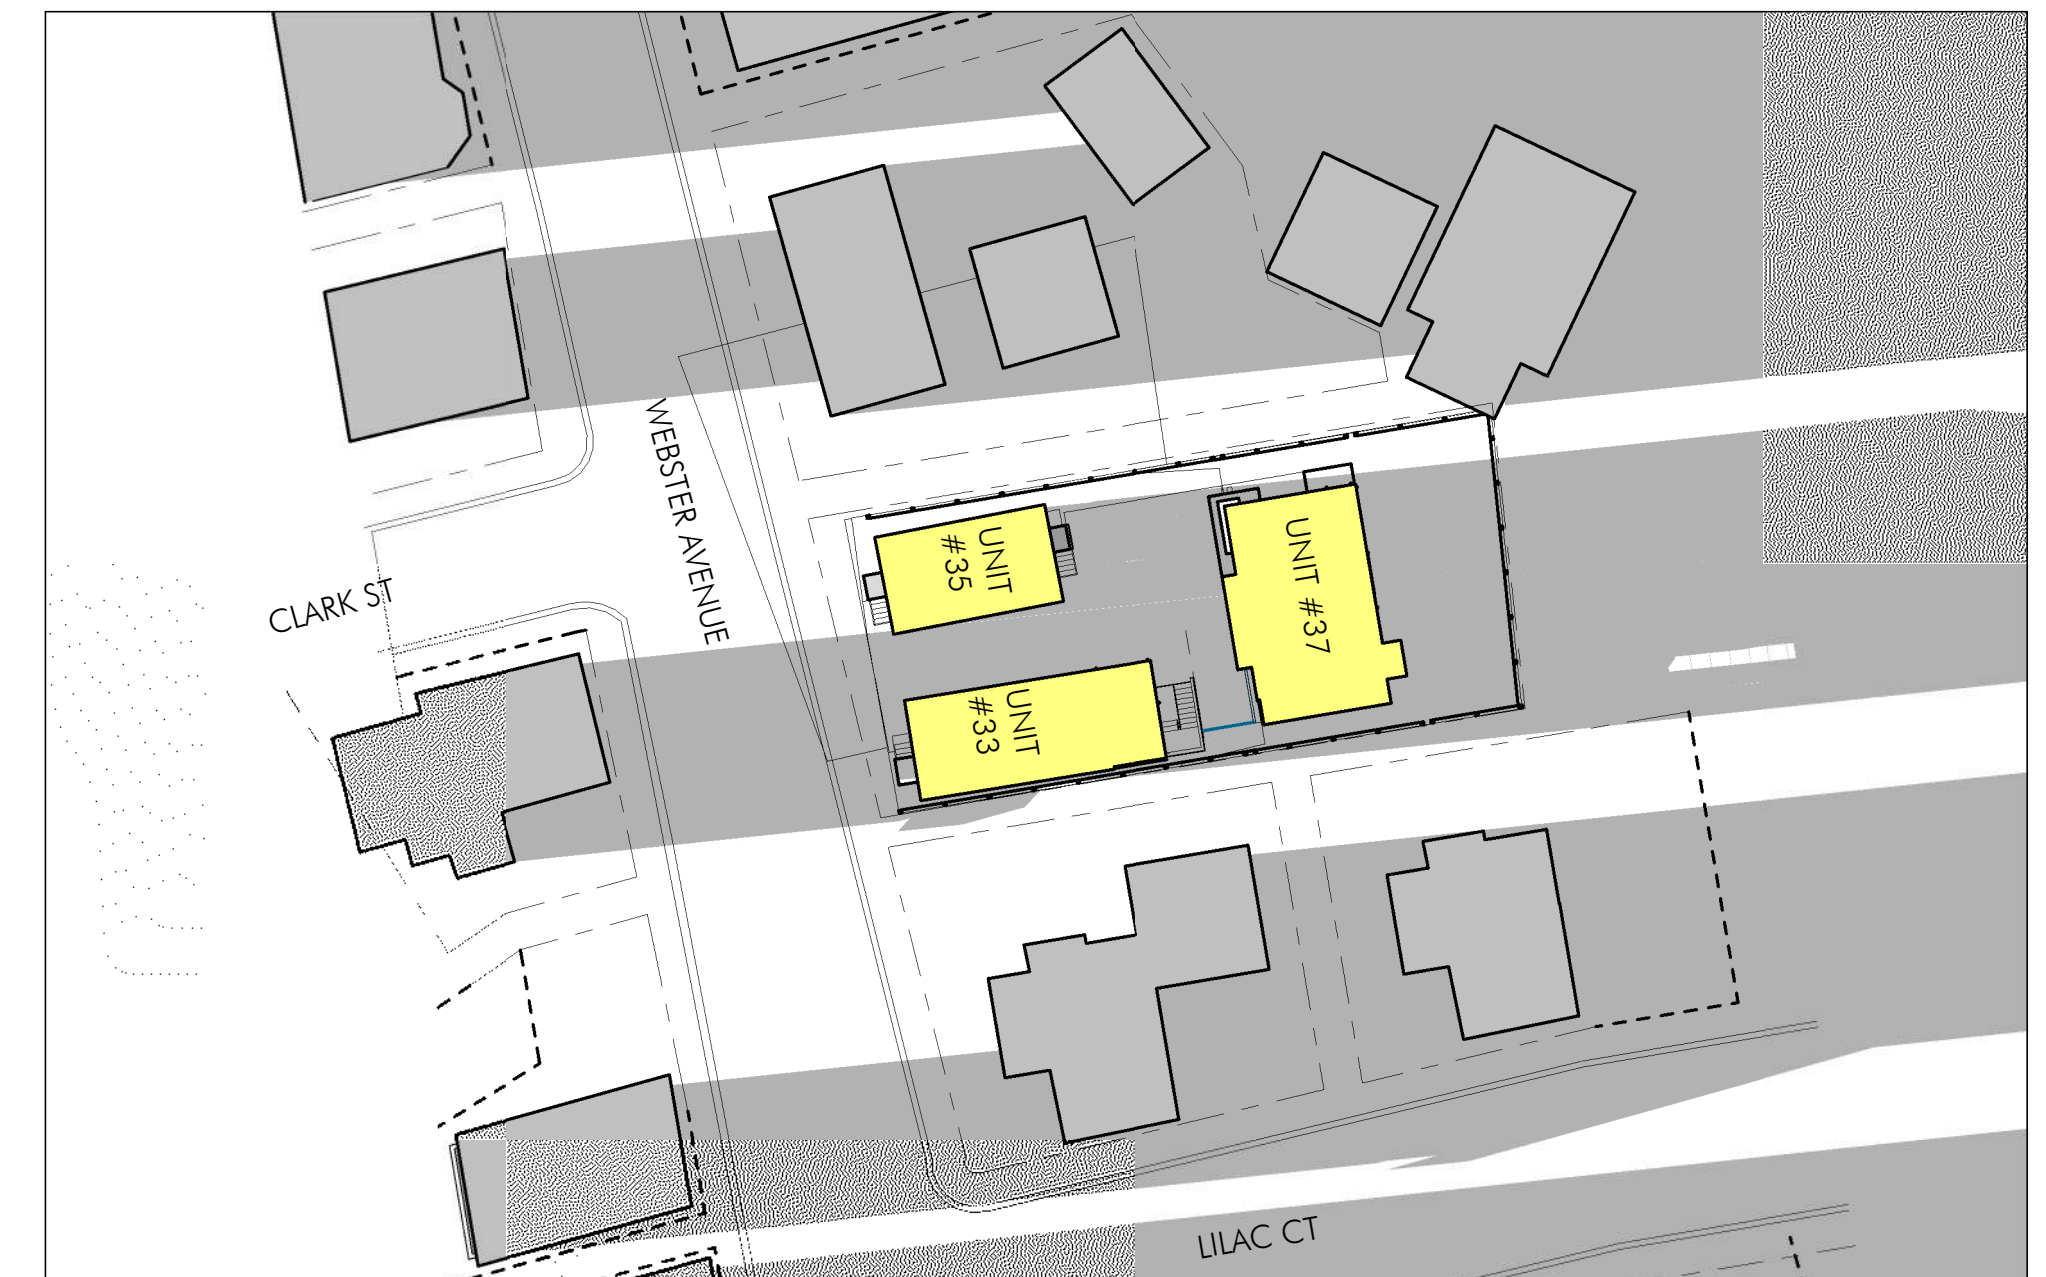 WEBSTER AVENUE
CLARK ST
UNIT
#35
UNIT #37
UNIT
#33
LILAC CT